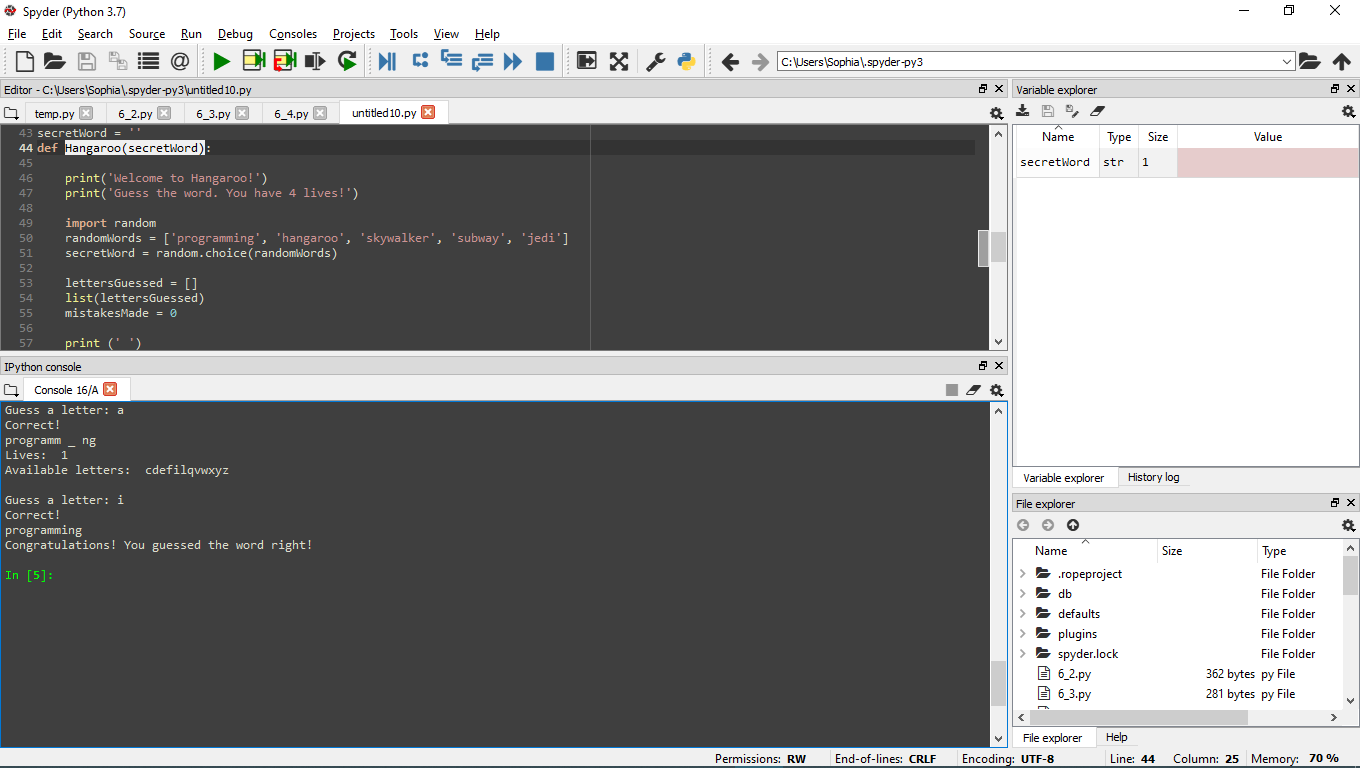 Spyder (Python 3.7)
File Edit Search Source Run Debug Consoles Projects Tools View Help
C:\Users\Sophia\.spyder-py3
Editor - C:\Users\Sophia\.spyder-py3\untitled10.py
temp.py 6_2.py 6_3.py 6_4.py untitled10.py
43 secretWord = ''
44 def Hangaroo(secretWord):
45
46 print('Welcome to Hangaroo!')
47 print('Guess the word. You have 4 lives!')
48
49 import random
50 randomWords = ['programming', 'hangaroo', 'skywalker', 'subway', 'jedi']
51 secretWord = random.choice(randomWords)
52
53 lettersGuessed = []
54 list(lettersGuessed)
55 mistakesMade = 0
56
57 print (' ')
IPython console
Console 16/A
Guess a letter: a
Correct!
programm _ ng
Lives:  1
Available letters:  cdefilqvwxyz
Guess a letter: i
Correct!
programming
Congratulations! You guessed the word right!
In [5]:
Variable explorer
Name Type Size Value
secretWord str 1
Variable explorer History log
File explorer
Name Size Type
.ropeproject File Folder
db File Folder
defaults File Folder
plugins File Folder
spyder.lock File Folder
6_2.py 362 bytes py File
6_3.py 281 bytes py File
File explorer Help
Permissions: RW End-of-lines: CRLF Encoding: UTF-8 Line: 44 Column: 25 Memory: 70 %